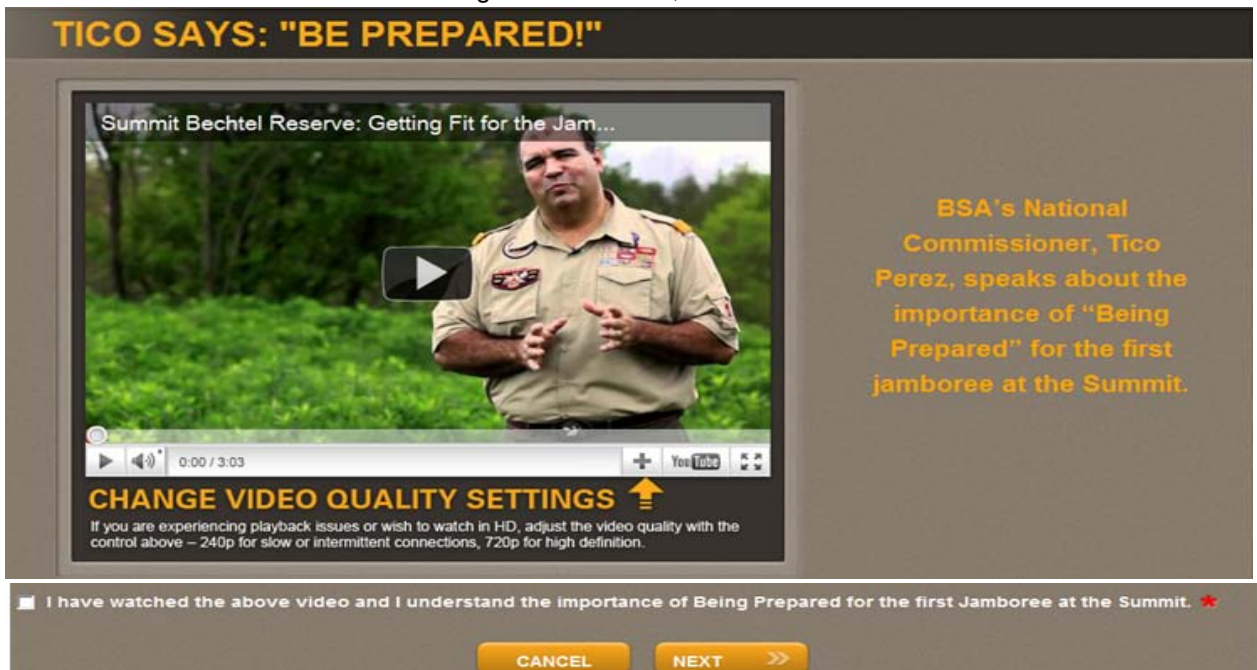 TICO SAYS: "BE PREPARED!"
Summit Bechtel Reserve: Getting Fit for the Jam...
BSA's National
Commissioner, Tico
Perez, speaks about the
importance of “Being
Prepared” for the first
jamboree at the Summit.
0:00 / 3:03
YouTube
CHANGE VIDEO QUALITY SETTINGS
If you are experiencing playback issues or wish to watch in HD, adjust the video quality with the
control above – 240p for slow or intermittent connections, 720p for high definition.
I have watched the above video and I understand the importance of Being Prepared for the first Jamboree at the Summit. *
CANCEL
NEXT »